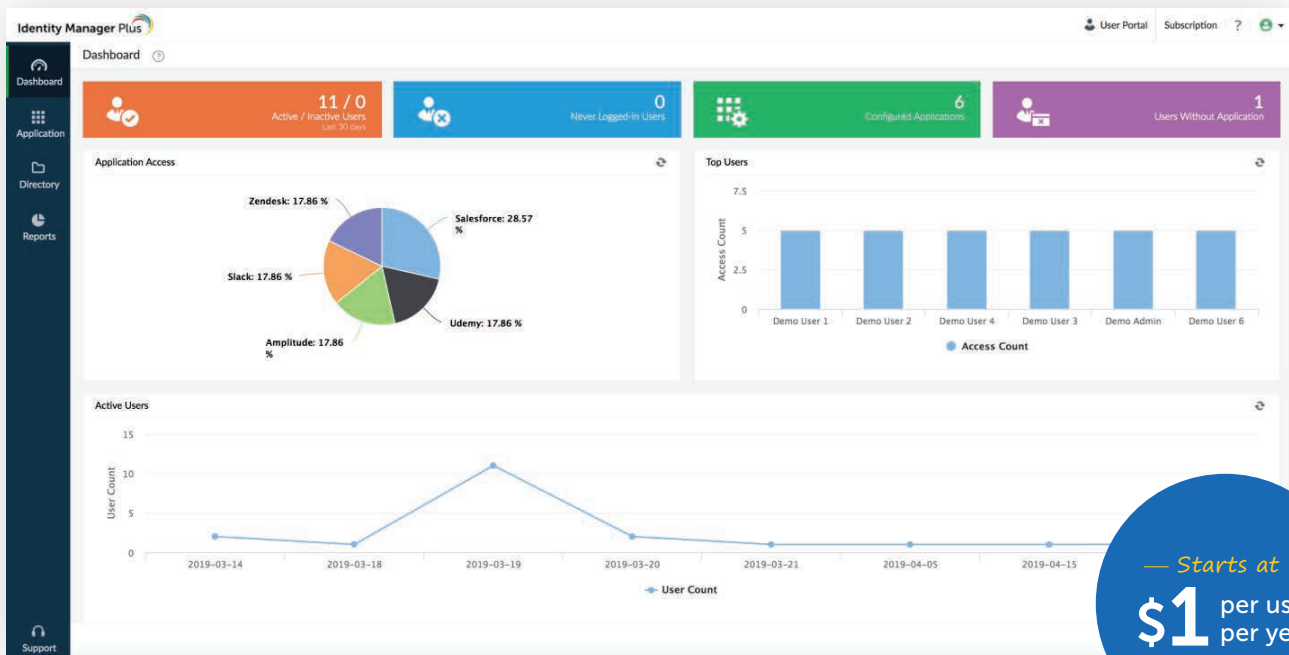 Identity Manager Plus
User Portal
Subscription
?
Dashboard
Application
Directory
Reports
Support
Dashboard ?
11 / 0
Active / Inactive Users
Last 30 days
0
Never Logged-in Users
6
Configured Applications
1
Users Without Application
Application Access
Zendesk: 17.86 %
Salesforce: 28.57
%
Slack: 17.86 %
Udemy: 17.86 %
Amplitude: 17.86
%
Top Users
Access Count
7.5
5
2.5
0
Demo User 1 Demo User 2 Demo User 4 Demo User 3 Demo Admin Demo User 6
Access Count
Active Users
User Count
15
10
5
0
2019-03-14 2019-03-18 2019-03-19 2019-03-20 2019-03-21 2019-04-05 2019-04-15
User Count
— Starts at
$1 per us
per ye